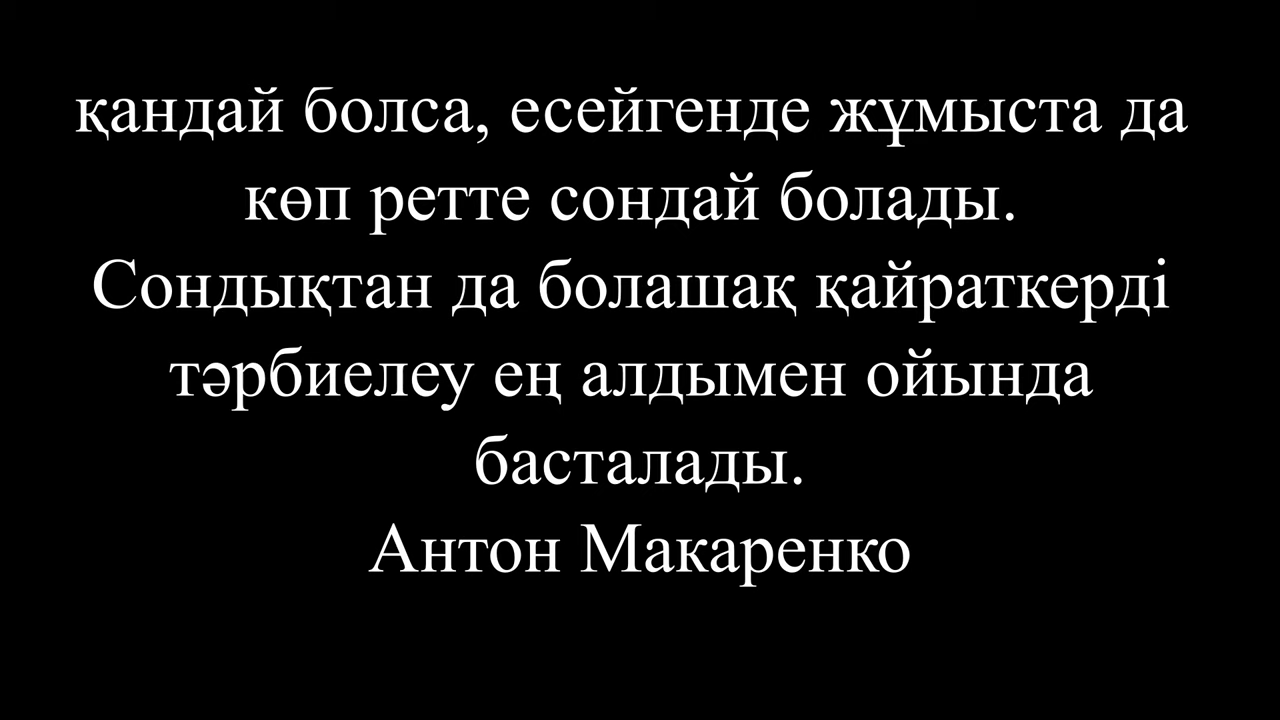 қандай болса, есейгенде жұмыста да
көп ретте сондай болады.
Сондықтан да болашақ қайраткерді
тәрбиелеу ең алдымен ойында
басталады.
Антон Макаренко